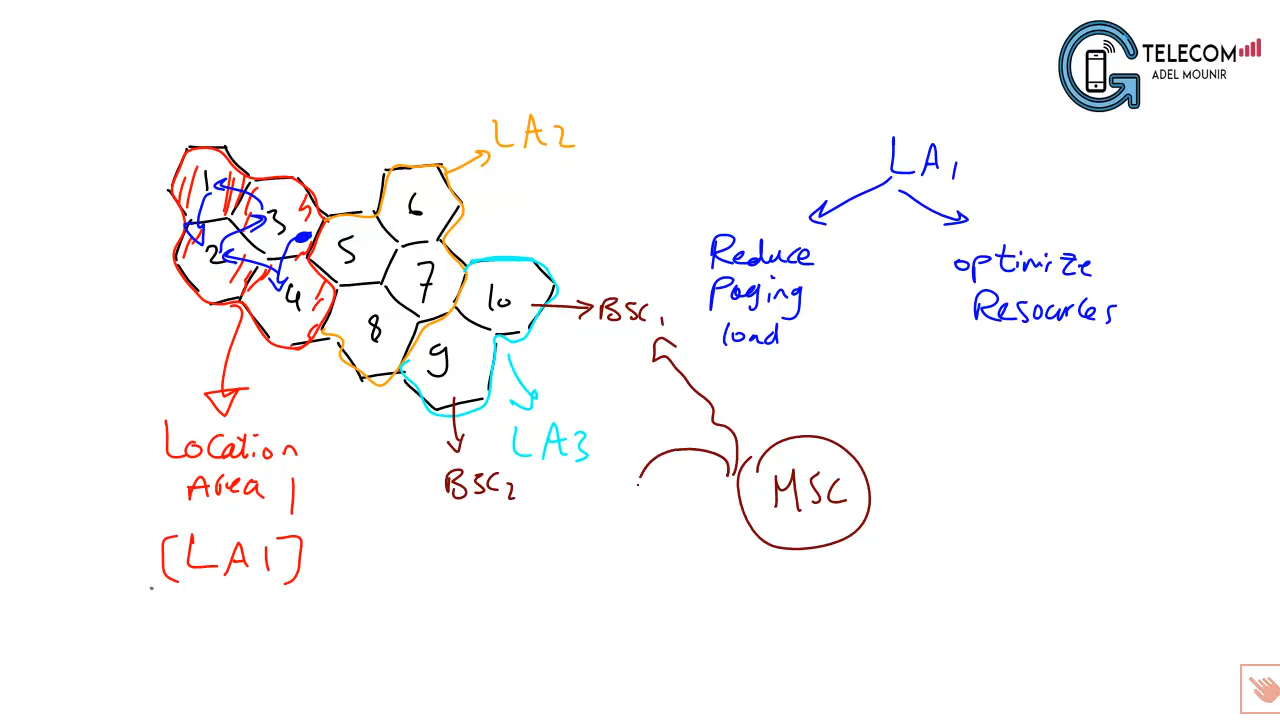 TELECOM
ADEL MOUNIR
LA2
LA1
1
3
2
4
5
6
7
8
9
10
BSC1
Reduce
Paging
load
optimize
Resources
Location
Area 1
[LA1]
LA3
BSC2
MSC